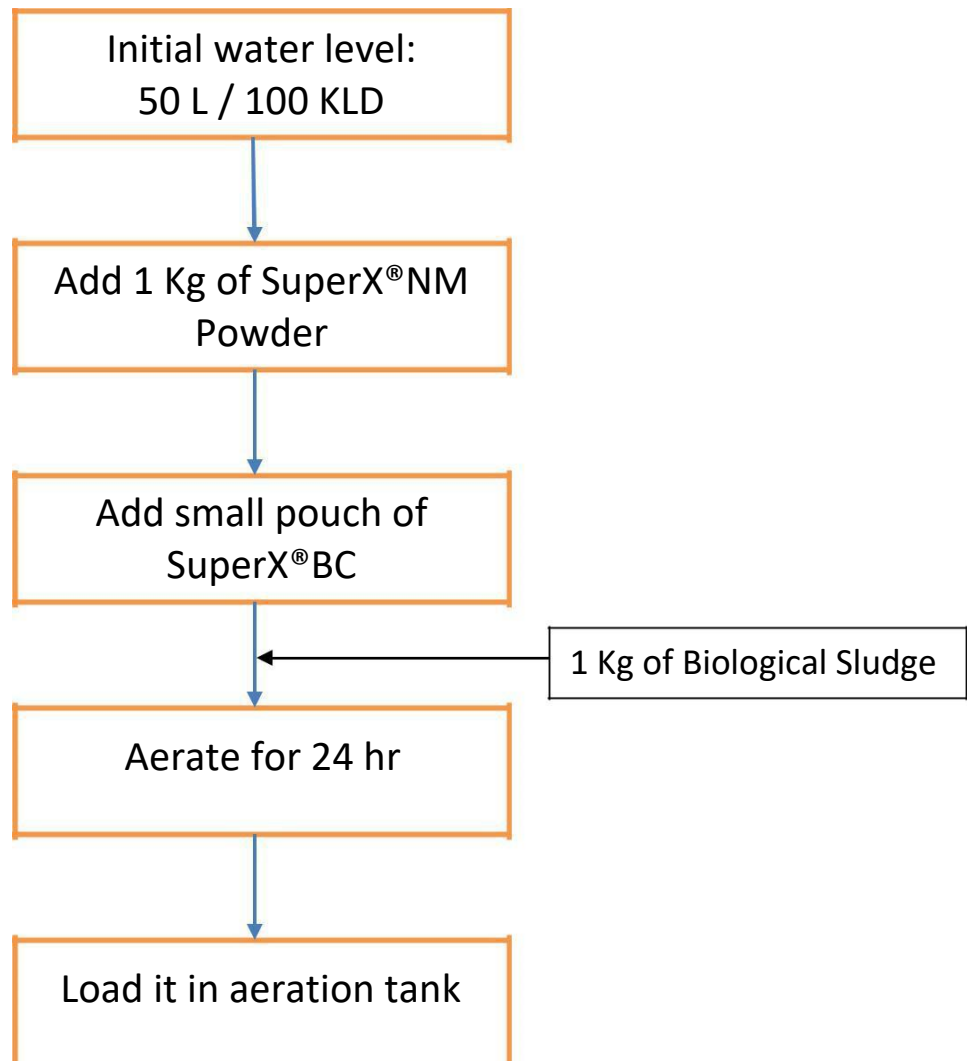 Initial water level:
50 L / 100 KLD
Add 1 Kg of SuperX®NM
Powder
Add small pouch of
SuperX®BC
1 Kg of Biological Sludge
Aerate for 24 hr
Load it in aeration tank